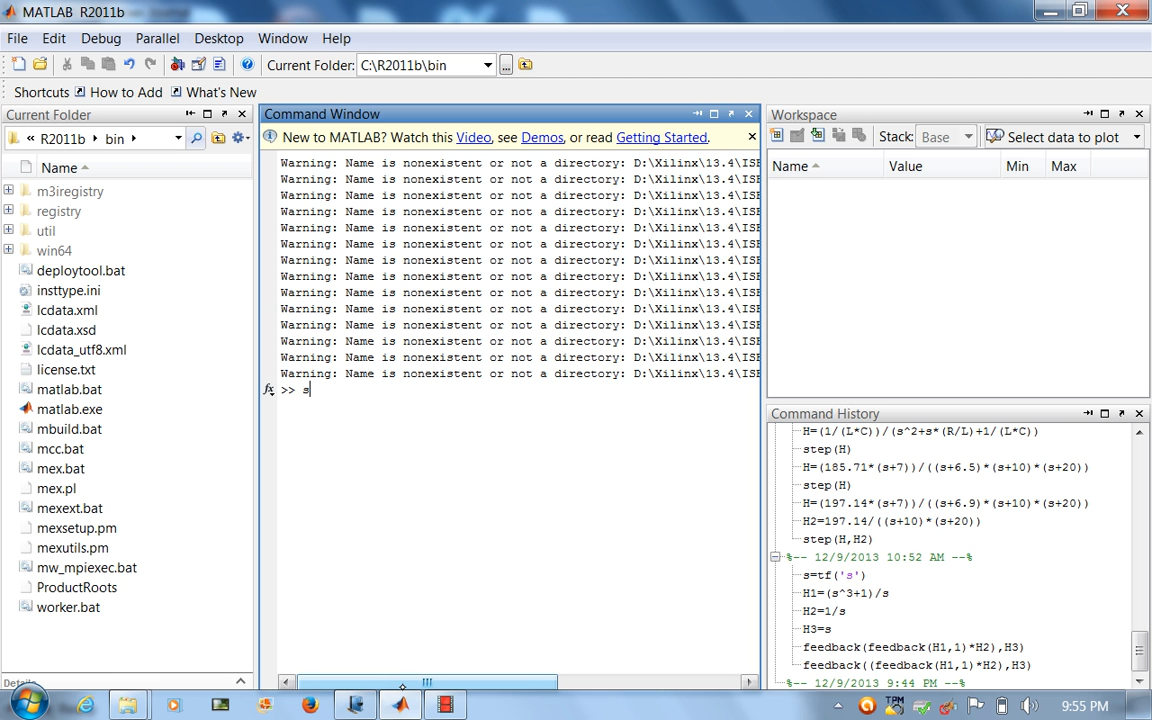 MATLAB R2011b
File Edit Debug Parallel Desktop Window Help
Current Folder: C:\R2011b\bin
Shortcuts How to Add What's New
Current Folder
« R2011b bin
Name
m3iregistry
registry
util
win64
deploytool.bat
insttype.ini
lcdata.xml
lcdata.xsd
lcdata_utf8.xml
license.txt
matlab.bat
matlab.exe
mbuild.bat
mcc.bat
mex.bat
mex.pl
mexext.bat
mexsetup.pm
mexutils.pm
mw_mpiexec.bat
ProductRoots
worker.bat
Details
Command Window
New to MATLAB? Watch this Video, see Demos, or read Getting Started.
Warning: Name is nonexistent or not a directory: D:\Xilinx\13.4\ISE
Warning: Name is nonexistent or not a directory: D:\Xilinx\13.4\ISE
Warning: Name is nonexistent or not a directory: D:\Xilinx\13.4\ISE
Warning: Name is nonexistent or not a directory: D:\Xilinx\13.4\ISE
Warning: Name is nonexistent or not a directory: D:\Xilinx\13.4\ISE
Warning: Name is nonexistent or not a directory: D:\Xilinx\13.4\ISE
Warning: Name is nonexistent or not a directory: D:\Xilinx\13.4\ISE
Warning: Name is nonexistent or not a directory: D:\Xilinx\13.4\ISE
Warning: Name is nonexistent or not a directory: D:\Xilinx\13.4\ISE
Warning: Name is nonexistent or not a directory: D:\Xilinx\13.4\ISE
Warning: Name is nonexistent or not a directory: D:\Xilinx\13.4\ISE
Warning: Name is nonexistent or not a directory: D:\Xilinx\13.4\ISE
Warning: Name is nonexistent or not a directory: D:\Xilinx\13.4\ISE
Warning: Name is nonexistent or not a directory: D:\Xilinx\13.4\ISE
fx >> s
Workspace
Stack: Base Select data to plot
Name Value Min Max
Command History
H=(1/(L*C))/(s^2+s*(R/L)+1/(L*C))
step(H)
H=(185.71*(s+7))/((s+6.5)*(s+10)*(s+20))
step(H)
H=(197.14*(s+7))/((s+6.9)*(s+10)*(s+20))
H2=197.14/((s+10)*(s+20))
step(H,H2)
%-- 12/9/2013 10:52 AM --%
s=tf('s')
H1=(s^3+1)/s
H2=1/s
H3=s
feedback(feedback(H1,1)*H2),H3)
feedback((feedback(H1,1)*H2),H3)
%-- 12/9/2013 9:44 PM --%
9:55 PM